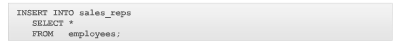 INSERT INTO sales_reps
SELECT *
FROM employees;